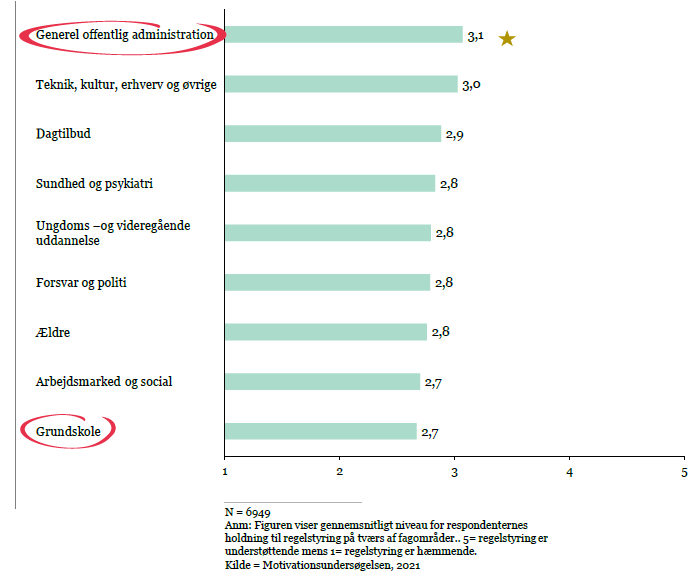 Generel offentlig administration 3,1
Teknik, kultur, erhverv og øvrige 3,0
Dagtilbud 2,9
Sundhed og psykiatri 2,8
Ungdoms –og videregående
uddannelse 2,8
Forsvar og politi 2,8
Ældre 2,8
Arbejdsmarked og social 2,7
Grundskole 2,7
1 2 3 4 5
N = 6949
Anm: Figuren viser gennemsnitligt niveau for respondenternes
holdning til regelstyring på tværs af fagområder.. 5= regelstyring er
understøttende mens 1= regelstyring er hæmmende.
Kilde = Motivationsundersøgelsen, 2021